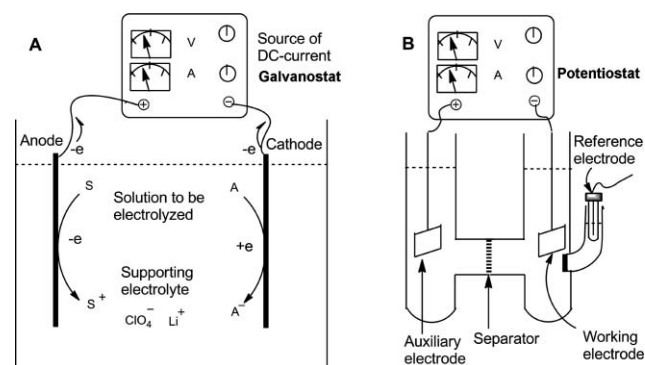 A
V
A
Source of
DC-current
Galvanostat
+
−
Anode
-e
-e
Cathode
S
Solution to be
electrolyzed
A
-e
+e
Supporting
electrolyte
S⁺
ClO₄⁻ Li⁺
A⁻
B
V
A
Potentiostat
+
−
Reference
electrode
Auxiliary
electrode
Separator
Working
electrode